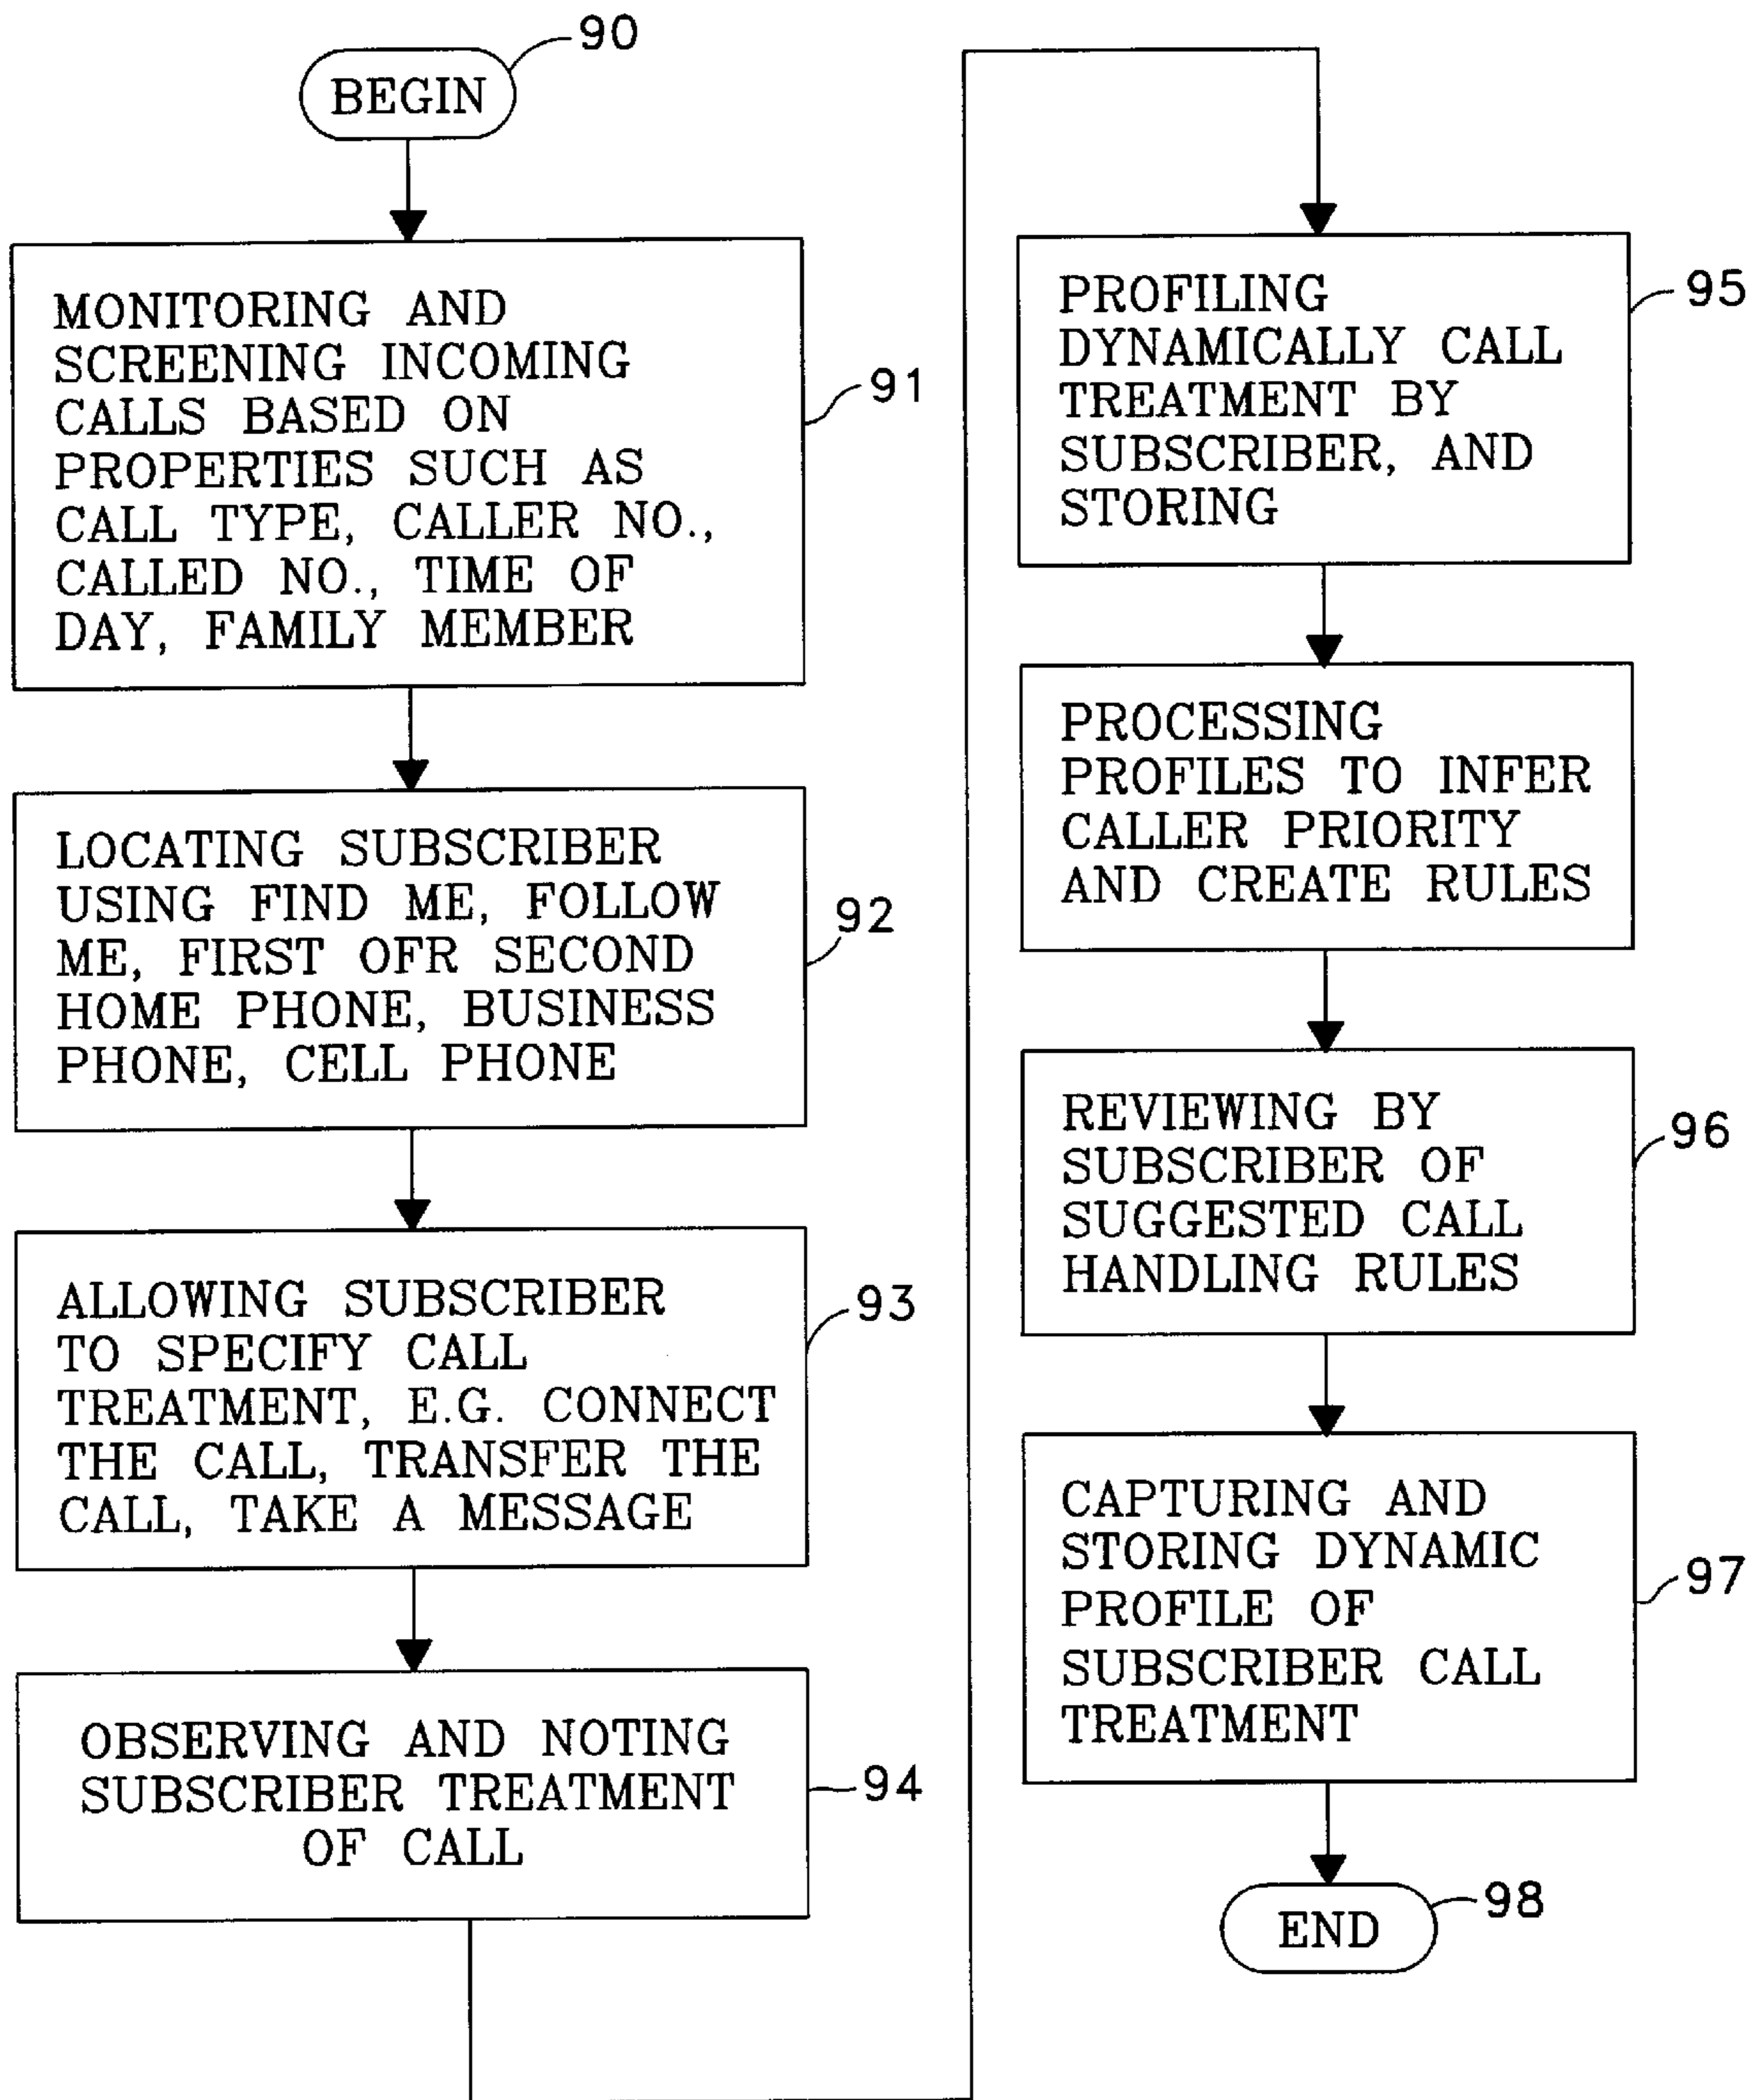 90
BEGIN
MONITORING AND
SCREENING INCOMING
CALLS BASED ON
PROPERTIES SUCH AS
CALL TYPE, CALLER NO.,
CALLED NO., TIME OF
DAY, FAMILY MEMBER
91
LOCATING SUBSCRIBER
USING FIND ME, FOLLOW
ME, FIRST OFR SECOND
HOME PHONE, BUSINESS
PHONE, CELL PHONE
92
ALLOWING SUBSCRIBER
TO SPECIFY CALL
TREATMENT, E.G. CONNECT
THE CALL, TRANSFER THE
CALL, TAKE A MESSAGE
93
OBSERVING AND NOTING
SUBSCRIBER TREATMENT
OF CALL
94
PROFILING
DYNAMICALLY CALL
TREATMENT BY
SUBSCRIBER, AND
STORING
95
PROCESSING
PROFILES TO INFER
CALLER PRIORITY
AND CREATE RULES
REVIEWING BY
SUBSCRIBER OF
SUGGESTED CALL
HANDLING RULES
96
CAPTURING AND
STORING DYNAMIC
PROFILE OF
SUBSCRIBER CALL
TREATMENT
97
END
98